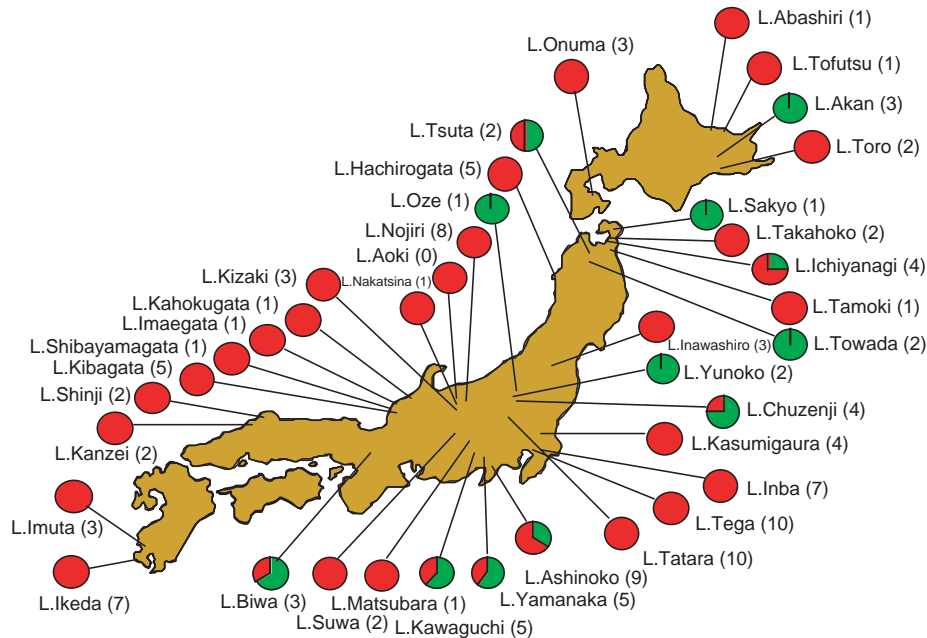 L.Abashiri (1)
L.Onuma (3)
L.Tofutsu (1)
L.Akan (3)
L.Tsuta (2)
L.Toro (2)
L.Hachirogata (5)
L.Oze (1)
L.Sakyo (1)
L.Nojiri (8)
L.Takahoko (2)
L.Aoki (0)
L.Ichiyanagi (4)
L.Kizaki (3)
L.Nakatsina (1)
L.Kahokugata (1)
L.Tamoki (1)
L.Imaegata (1)
L.Towada (2)
L.Shibayamagata (1)
L.Inawashiro (3)
L.Kibagata (5)
L.Yunoko (2)
L.Shinji (2)
L.Chuzenji (4)
L.Kanzei (2)
L.Kasumigaura (4)
L.Inba (7)
L.Imuta (3)
L.Tega (10)
L.Tatara (10)
L.Ikeda (7)
L.Ashinoko (9)
L.Biwa (3)
L.Matsubara (1)
L.Yamanaka (5)
L.Suwa (2)
L.Kawaguchi (5)